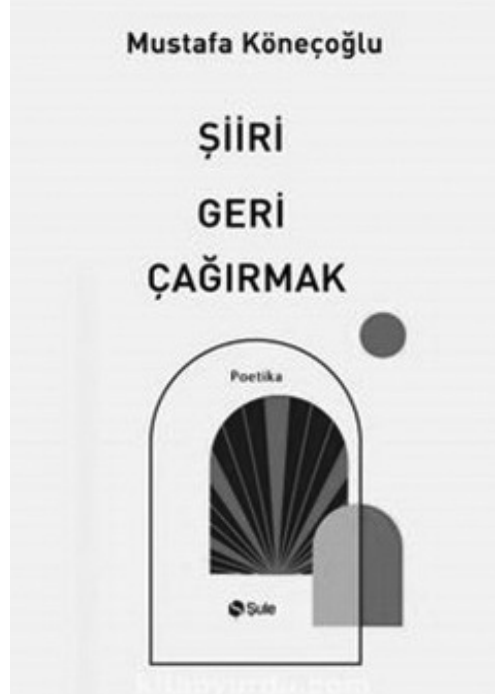 Mustafa Köneçoğlu
ŞİİRİ
GERİ
ÇAĞIRMAK
Poetika
Şule